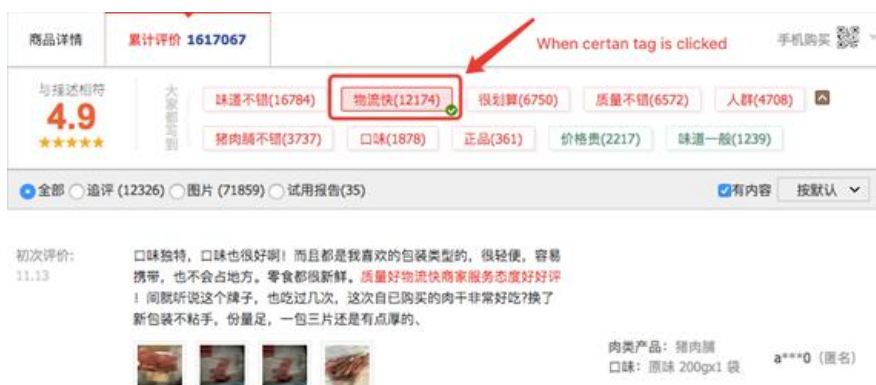 商品详情
累计评价 1617067
When certan tag is clicked
手机购买
与描述相符
4.9
大家都写到
味道不错(16784)
物流快(12174)
很划算(6750)
质量不错(6572)
人群(4708)
猪肉脯不错(3737)
口味(1878)
正品(361)
价格贵(2217)
味道一般(1239)
全部
追评 (12326)
图片 (71859)
试用报告(35)
有内容
按默认
初次评价:
11.13
口味独特，口味也很好啊！而且都是我喜欢的包装类型的，很轻便，容易
携带，也不会占地方。零食都很新鲜。质量好物流快商家服务态度好好评
！间就听说这个牌子，也吃过几次，这次自已购买的肉干非常好吃?换了
新包装不粘手，份量足，一包三片还是有点厚的、
肉类产品：猪肉脯
口味：原味 200gx1 袋
a***0（匿名）